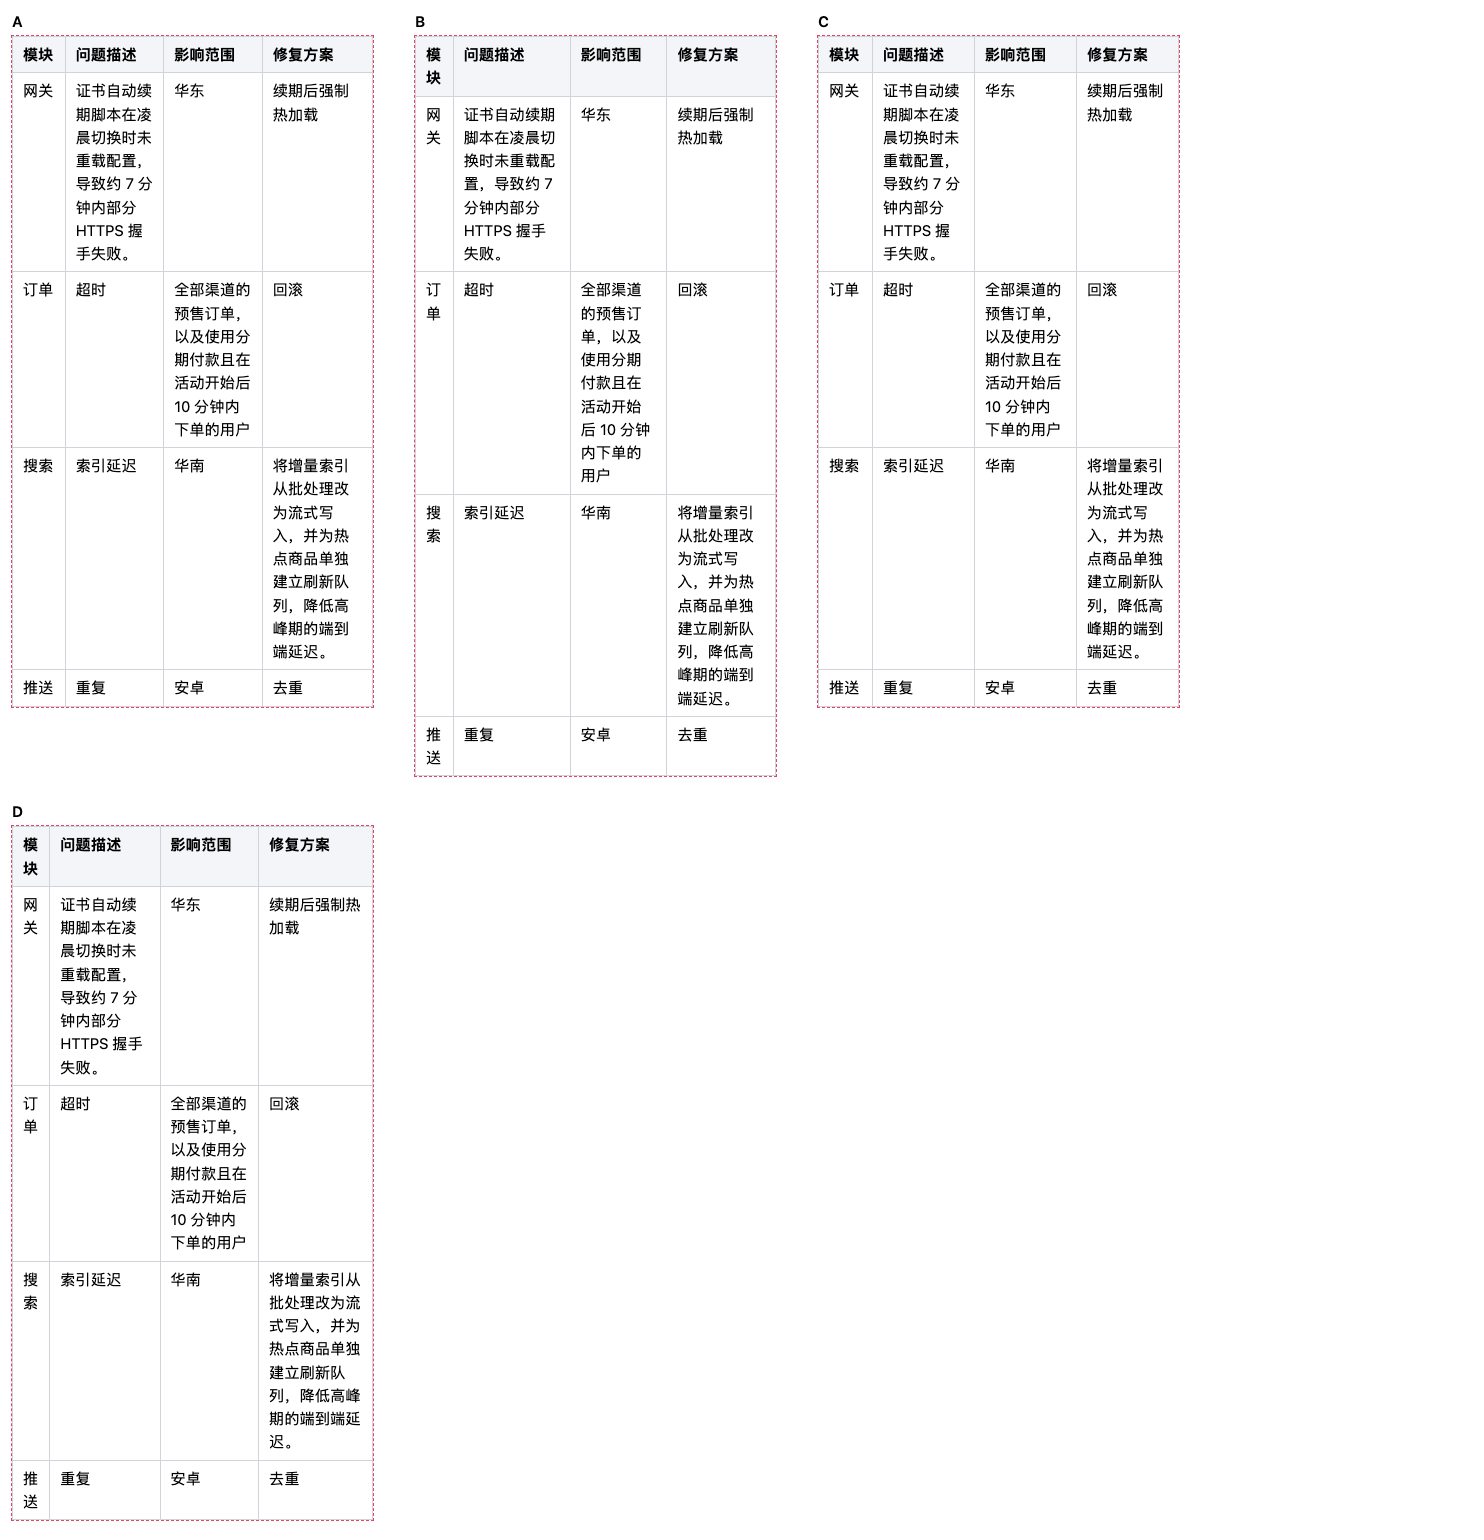 A
模块 问题描述 影响范围 修复方案
网关 证书自动续 华东 续期后强制
期脚本在凌 热加载
晨切换时未
重载配置，
导致约 7 分
钟内部分
HTTPS 握
手失败。
订单 超时 全部渠道的 回滚
预售订单，
以及使用分
期付款且在
活动开始后
10 分钟内
下单的用户
搜索 索引延迟 华南 将增量索引
从批处理改
为流式写
入，并为热
点商品单独
建立刷新队
列，降低高
峰期的端到
端延迟。
推送 重复 安卓 去重
B
模 问题描述 影响范围 修复方案
块
网 证书自动续期 华东 续期后强制
关 脚本在凌晨切 热加载
换时未重载配
置，导致约 7
分钟内部分
HTTPS 握手
失败。
订 超时 全部渠道 回滚
单 的预售订
单，以及
使用分期
付款且在
活动开始
后 10 分钟
内下单的
用户
搜 索引延迟 华南 将增量索引
索 从批处理改
为流式写
入，并为热
点商品单独
建立刷新队
列，降低高
峰期的端到
端延迟。
推 重复 安卓 去重
送
C
模块 问题描述 影响范围 修复方案
网关 证书自动续 华东 续期后强制
期脚本在凌 热加载
晨切换时未
重载配置，
导致约 7 分
钟内部分
HTTPS 握
手失败。
订单 超时 全部渠道的 回滚
预售订单，
以及使用分
期付款且在
活动开始后
10 分钟内
下单的用户
搜索 索引延迟 华南 将增量索引
从批处理改
为流式写
入，并为热
点商品单独
建立刷新队
列，降低高
峰期的端到
端延迟。
推送 重复 安卓 去重
D
模 问题描述 影响范围 修复方案
块
网 证书自动续 华东 续期后强制热
关 期脚本在凌 加载
晨切换时未
重载配置，
导致约 7 分
钟内部分
HTTPS 握手
失败。
订 超时 全部渠道的 回滚
单 预售订单，
以及使用分
期付款且在
活动开始后
10 分钟内
下单的用户
搜 索引延迟 华南 将增量索引从
索 批处理改为流
式写入，并为
热点商品单独
建立刷新队
列，降低高峰
期的端到端延
迟。
推 重复 安卓 去重
送